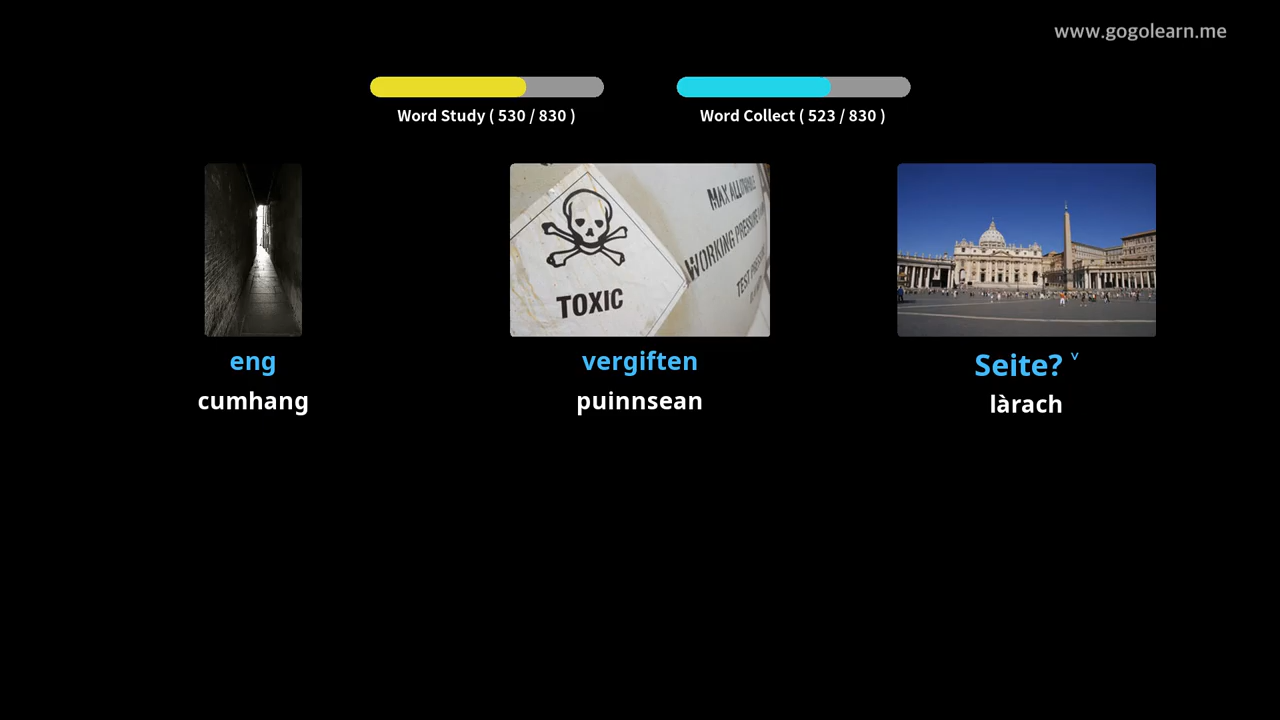 www.gogolearn.me
Word Study ( 530 / 830 )
Word Collect ( 523 / 830 )
TOXIC
MAX ALLOWABLE
WORKING PRESSURE
TEST
eng
cumhang
vergiften
puinnsean
Seite? ᵛ
làrach